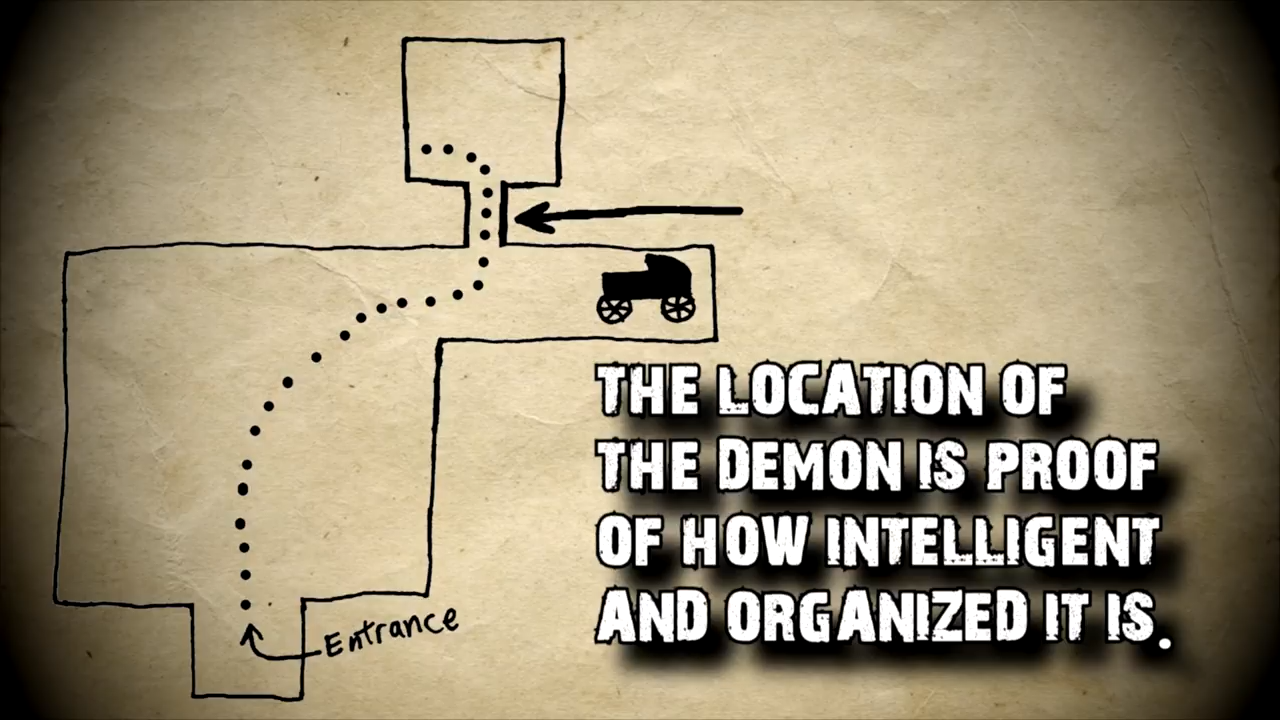 Entrance
THE LOCATION OF
THE DEMON IS PROOF
OF HOW INTELLIGENT
AND ORGANIZED IT IS.